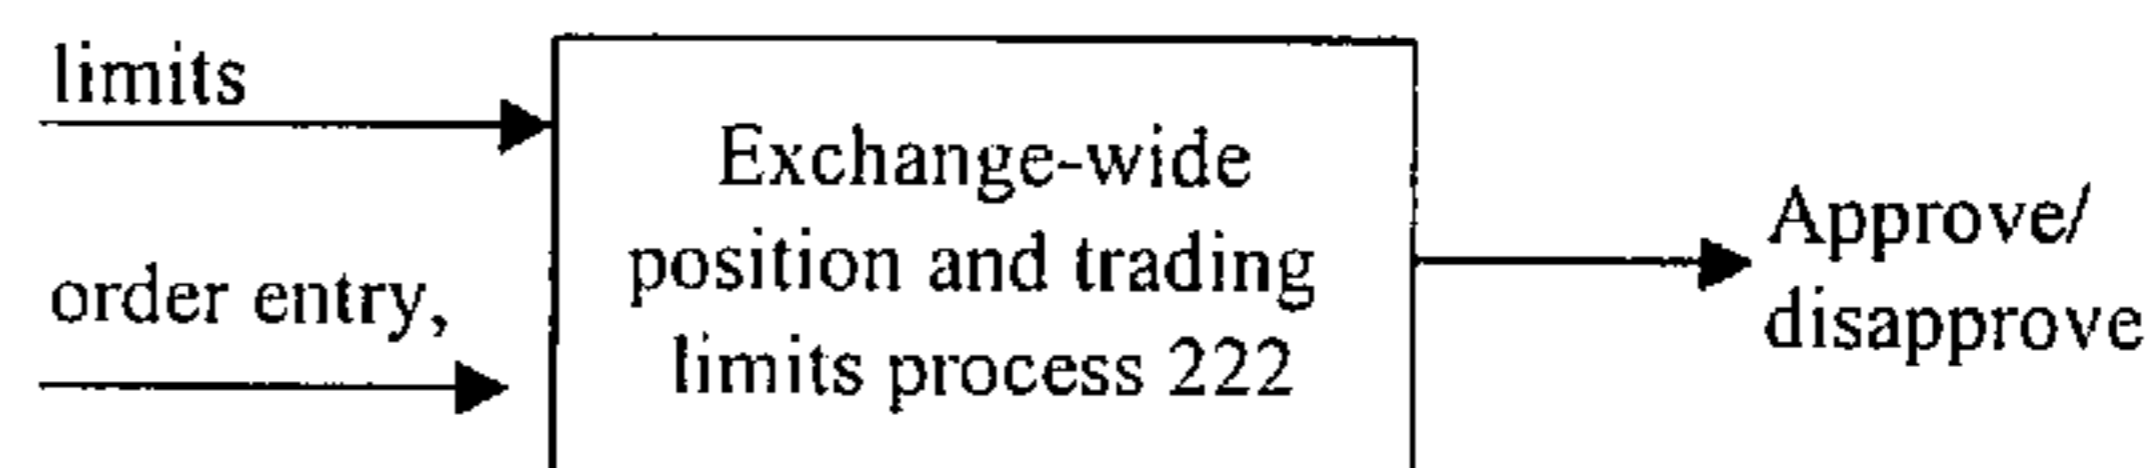 limits
order entry,
Exchange-wide
position and trading
limits process 222
Approve/
disapprove